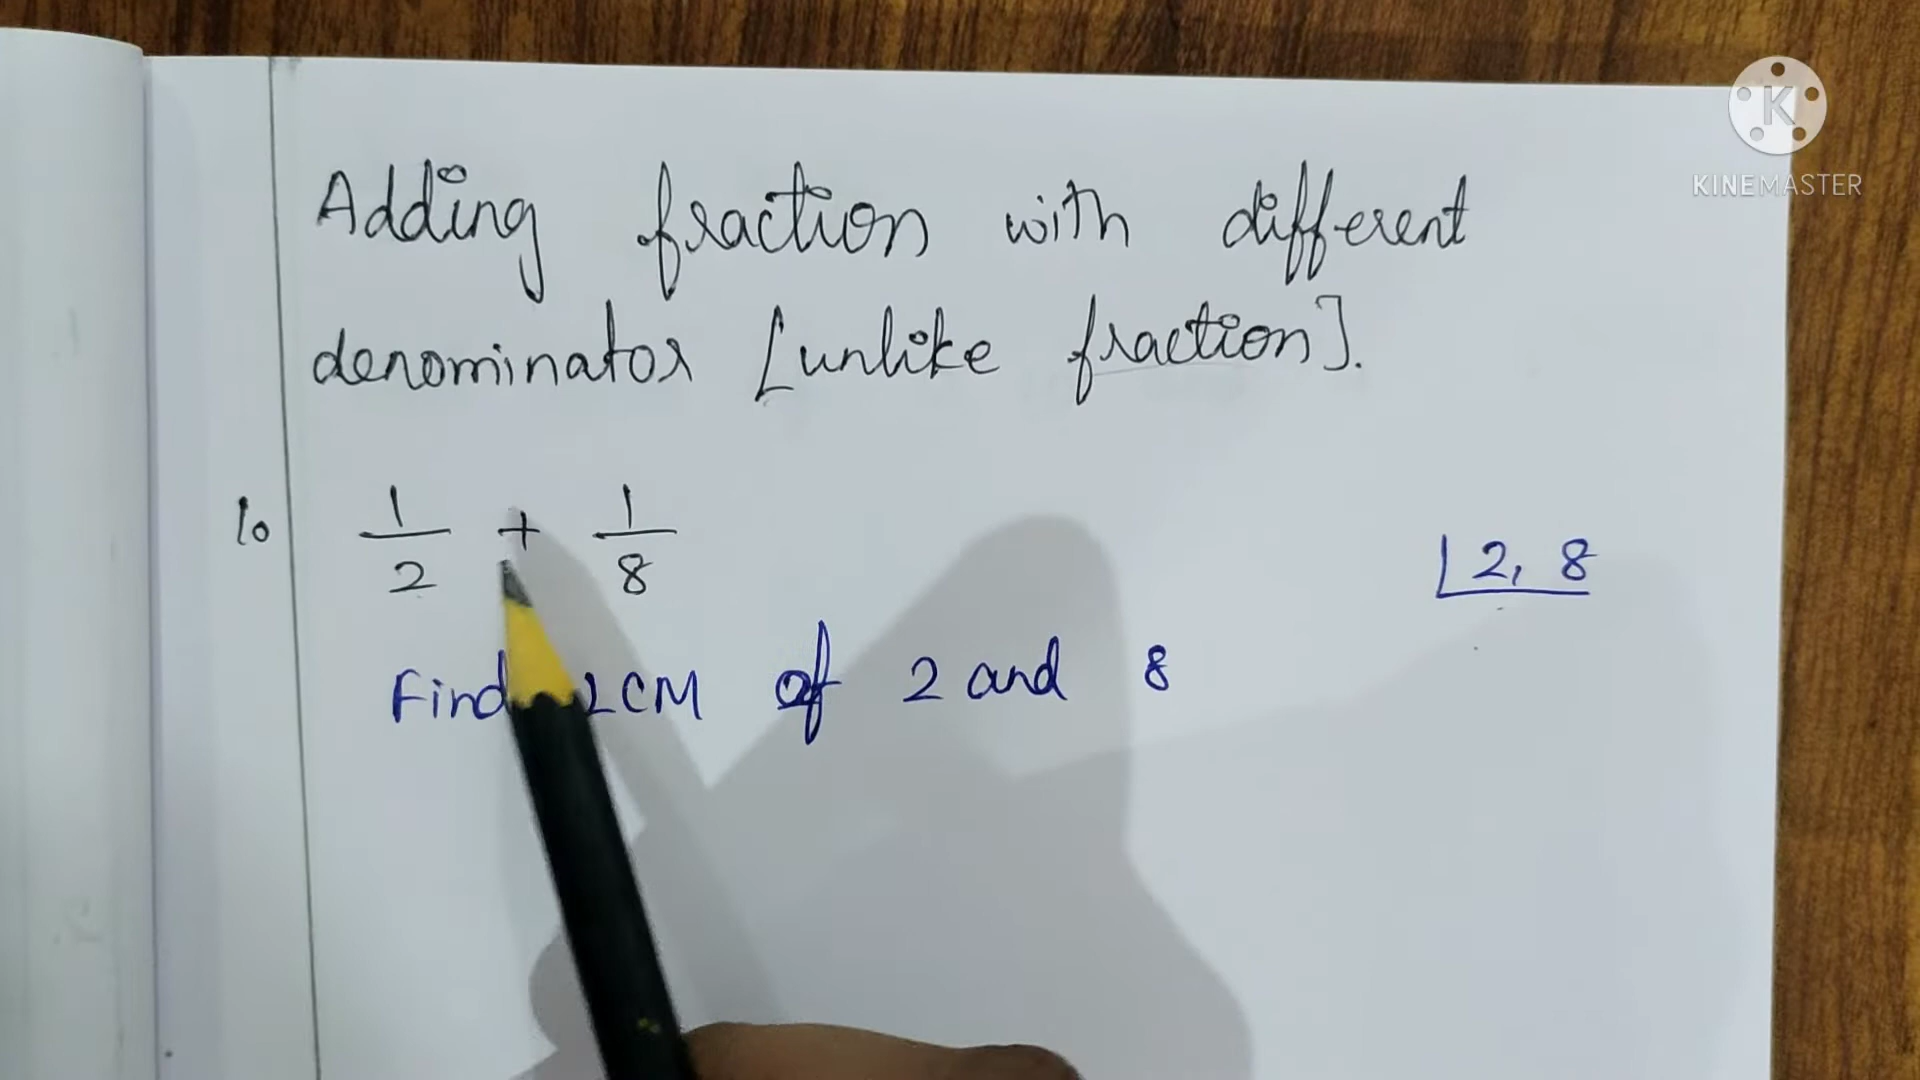 K
KINEMASTER
Adding fraction with different
denominator [unlike fraction].
1. 1/2 + 1/8
2, 8
Find LCM of 2 and 8